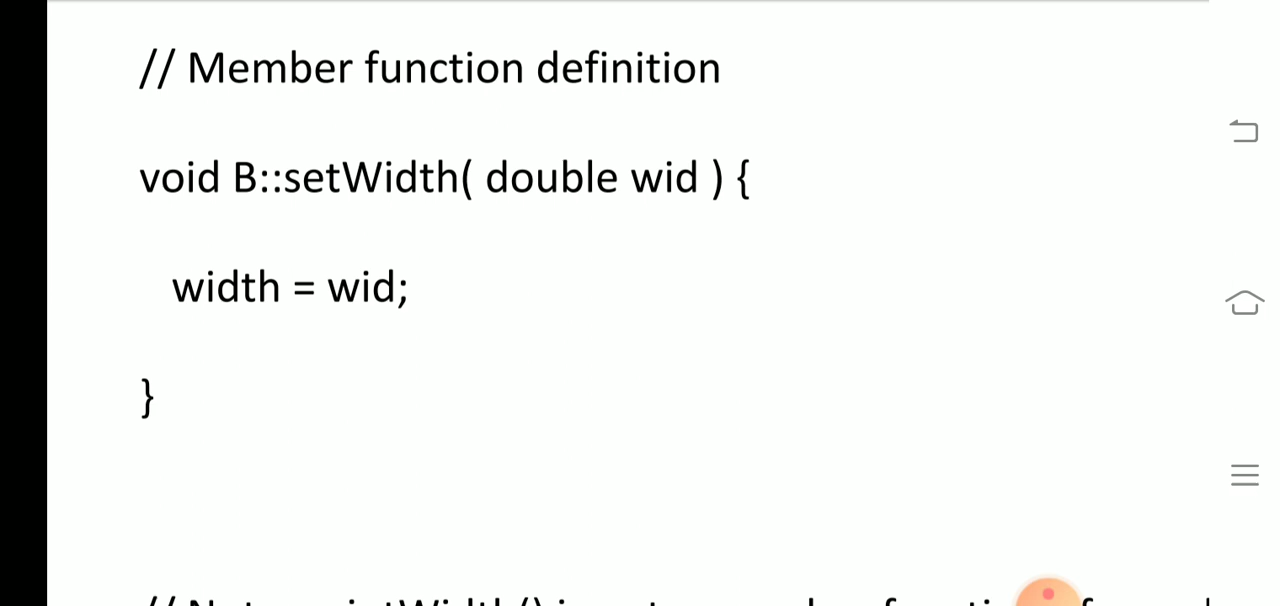 // Member function definition
void B::setWidth( double wid ) {
width = wid;
}